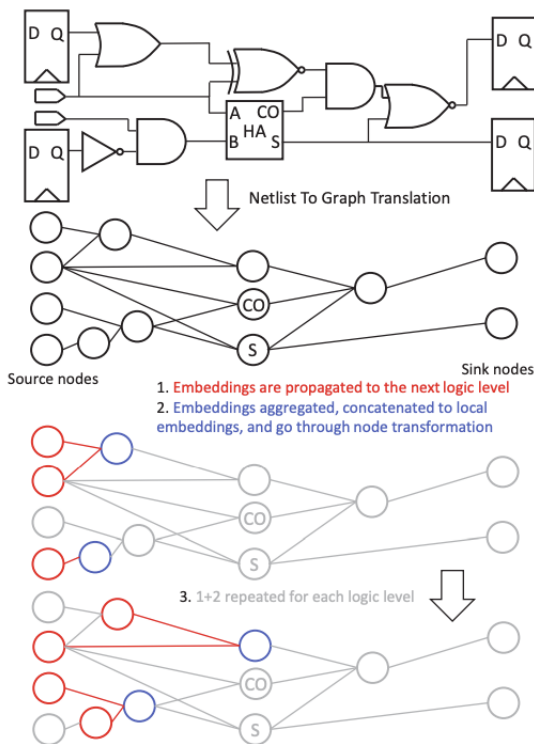 D Q
D Q
A CO
HA
B S
D Q
D Q
Netlist To Graph Translation
CO
S
Source nodes
Sink nodes
1. Embeddings are propagated to the next logic level
2. Embeddings aggregated, concatenated to local
embeddings, and go through node transformation
CO
S
3. 1+2 repeated for each logic level
CO
S